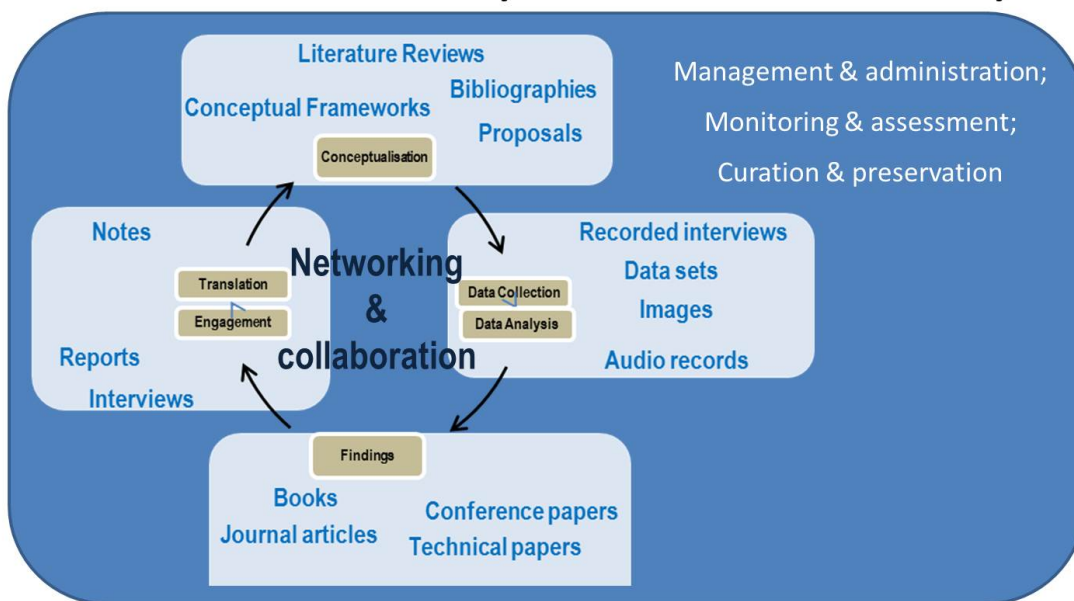 Literature Reviews
Bibliographies
Conceptual Frameworks
Proposals
Conceptualisation
Management & administration;
Monitoring & assessment;
Curation & preservation
Notes
Translation
Engagement
Reports
Interviews
Networking
&
collaboration
Recorded interviews
Data sets
Data Collection
Images
Data Analysis
Audio records
Findings
Books
Conference papers
Journal articles
Technical papers